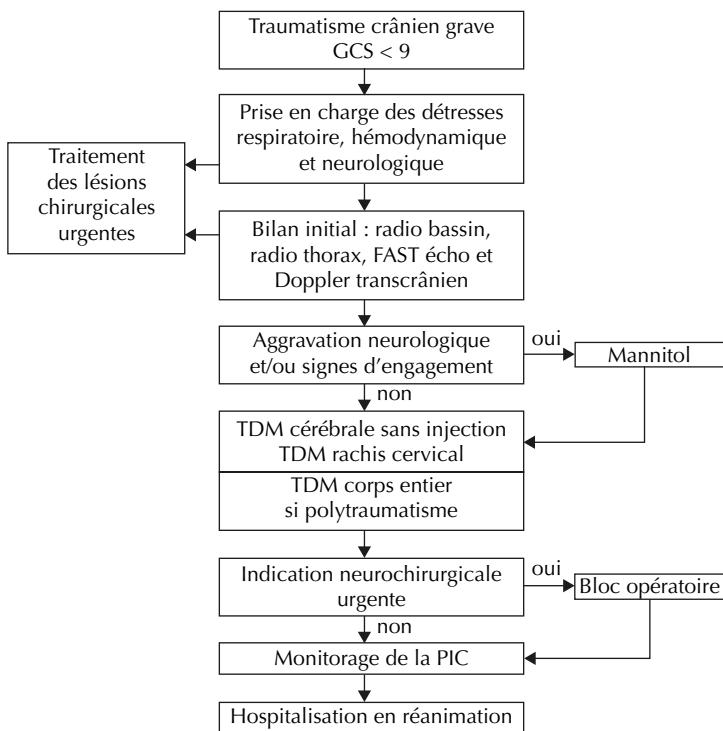 Traumatisme crânien grave
GCS < 9
Prise en charge des détresses
respiratoire, hémodynamique
et neurologique
Traitement
des lésions
chirurgicales
urgentes
Bilan initial : radio bassin,
radio thorax, FAST écho et
Doppler transcrânien
Aggravation neurologique
et/ou signes d'engagement
oui
Mannitol
non
TDM cérébrale sans injection
TDM rachis cervical
TDM corps entier
si polytraumatisme
Indication neurochirurgicale
urgente
oui
Bloc opératoire
non
Monitorage de la PIC
Hospitalisation en réanimation